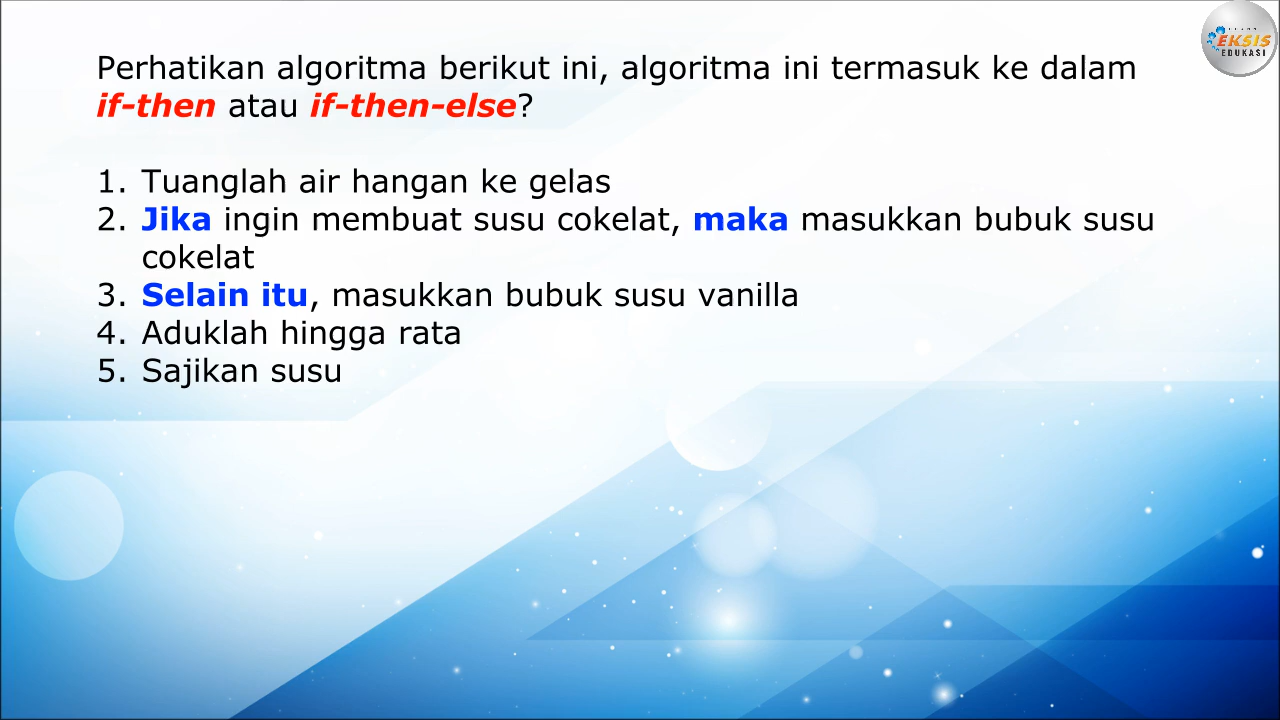 EKSIS
EDUKASI
Perhatikan algoritma berikut ini, algoritma ini termasuk ke dalam
if-then atau if-then-else?
1. Tuanglah air hangan ke gelas
2. Jika ingin membuat susu cokelat, maka masukkan bubuk susu
cokelat
3. Selain itu, masukkan bubuk susu vanilla
4. Aduklah hingga rata
5. Sajikan susu